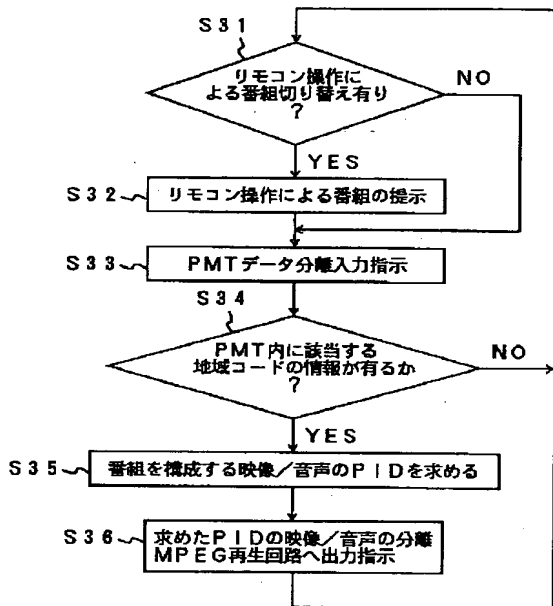 S31
リモコン操作に
よる番組切り替え有り
?
NO
YES
S32
リモコン操作による番組の提示
S33
PMTデータ分離入力指示
S34
PMT内に該当する
地域コードの情報が有るか
?
NO
YES
S35
番組を構成する映像/音声のPIDを求める
S36
求めたPIDの映像/音声の分離
MPEG再生回路へ出力指示